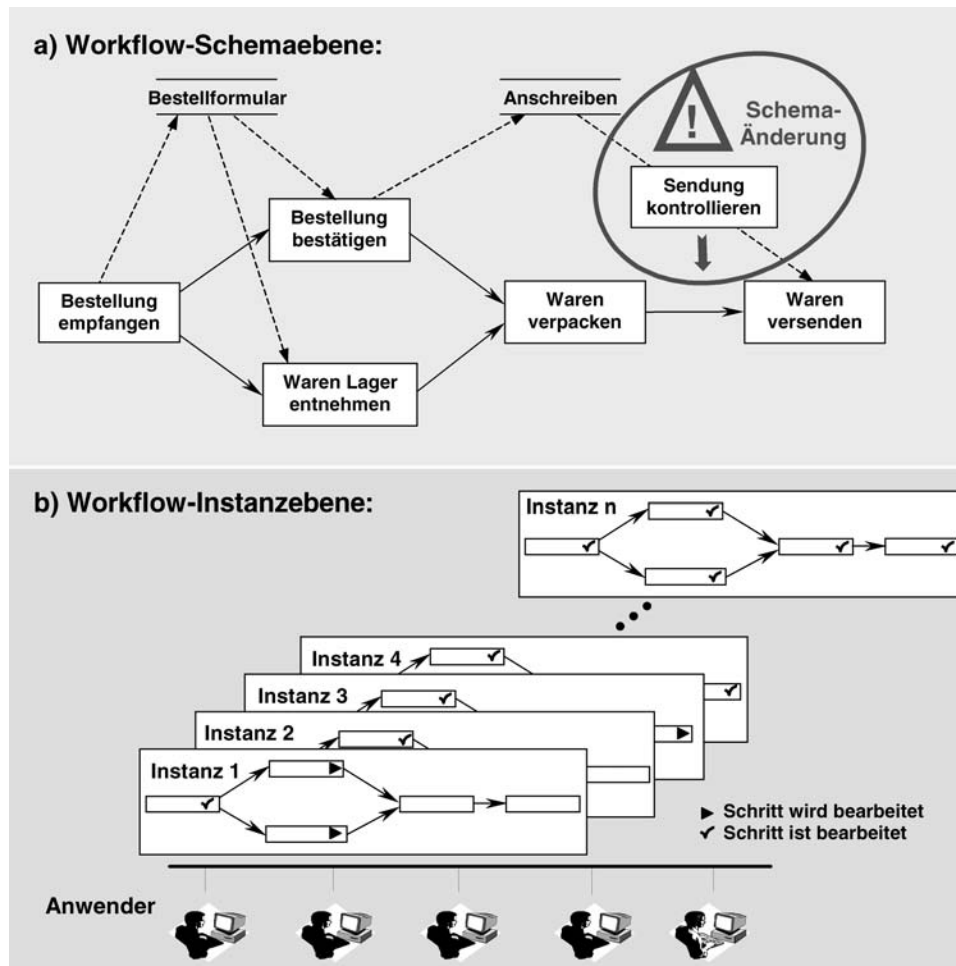 a) Workflow-Schemaebene:
Bestellformular
Anschreiben
!
Schema-
Änderung
Sendung
kontrollieren
Bestellung
bestätigen
Bestellung
empfangen
Waren
verpacken
Waren
versenden
Waren Lager
entnehmen
b) Workflow-Instanzebene:
Instanz n
Instanz 4
Instanz 3
Instanz 2
Instanz 1
Schritt wird bearbeitet
Schritt ist bearbeitet
Anwender